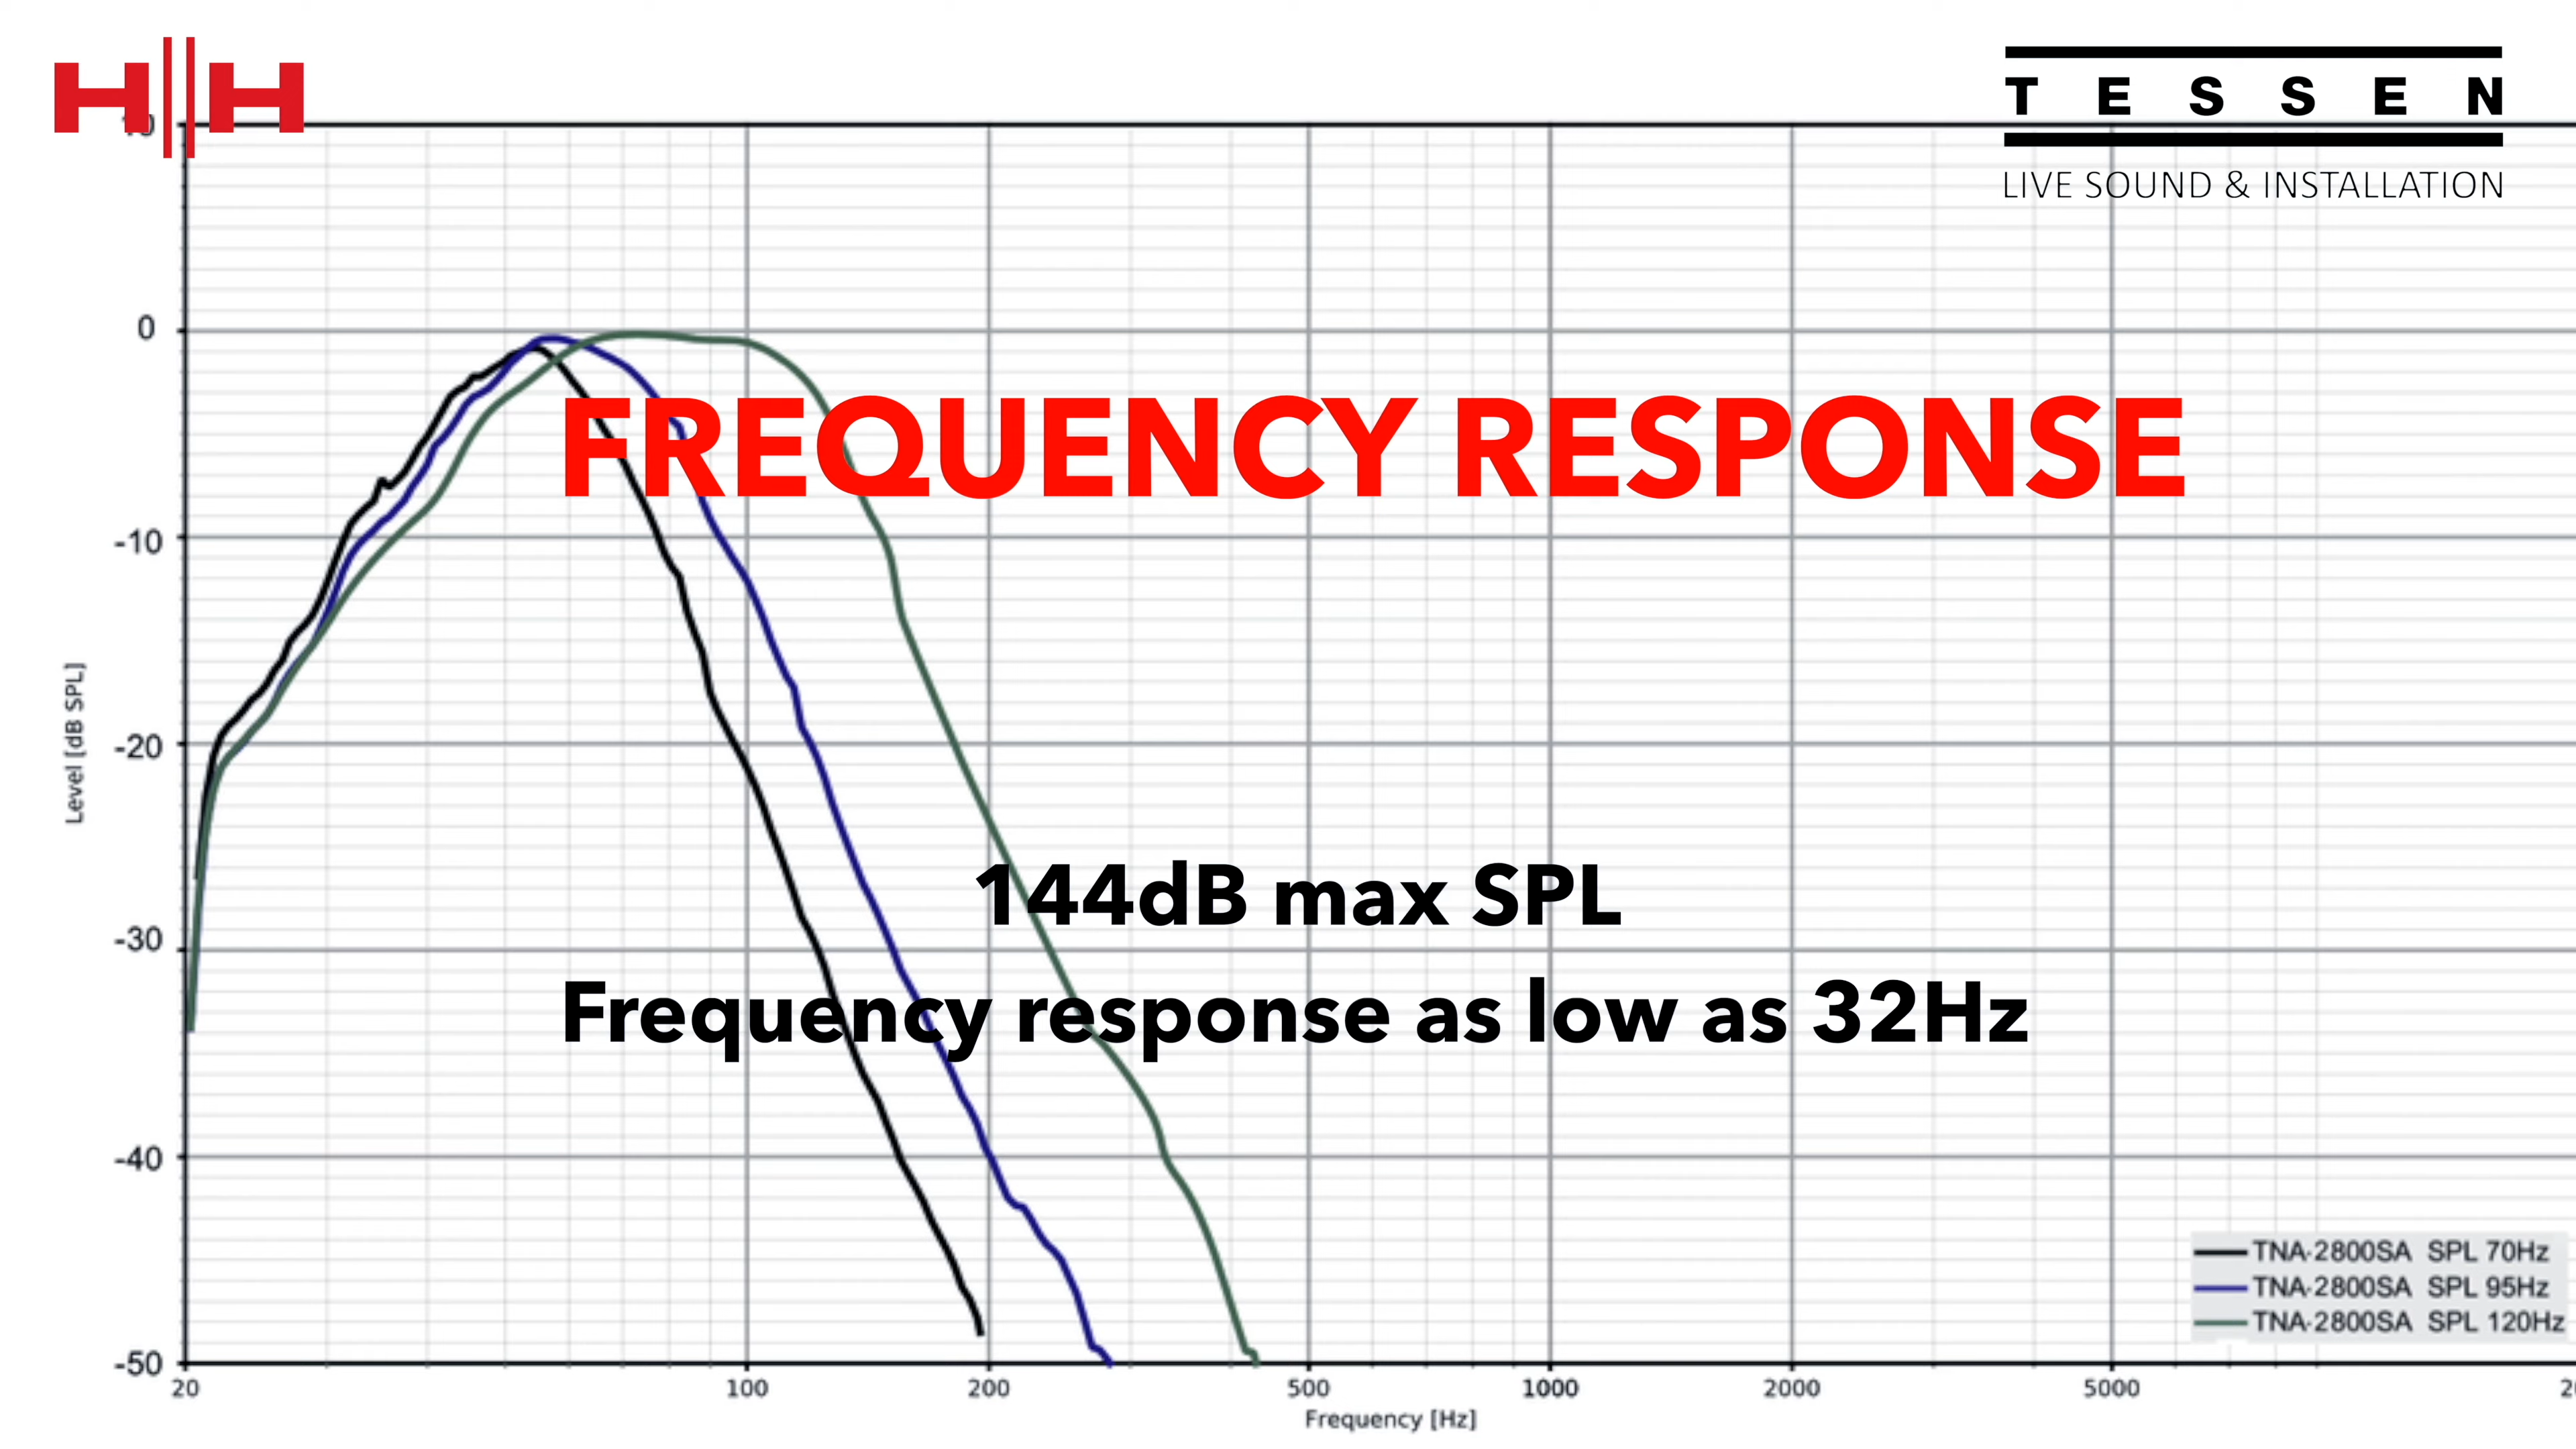 HH
TESSEN
LIVE SOUND & INSTALLATION
10
0
FREQUENCY RESPONSE
-10
Level [dB SPL]
-20
144dB max SPL
-30
Frequency response as low as 32Hz
-40
TNA-2800SA SPL 70Hz
TNA-2800SA SPL 95Hz
TNA-2800SA SPL 120Hz
-50
20 100 200 500 1000 2000 5000
Frequency [Hz]